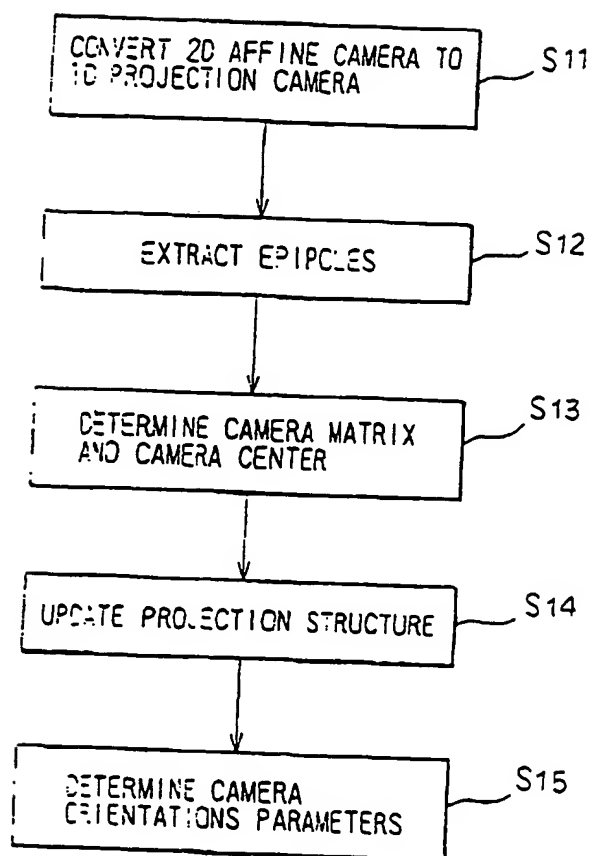 CONVERT 2D AFFINE CAMERA TO
1D PROJECTION CAMERA
S11
EXTRACT EPIPOLES
S12
DETERMINE CAMERA MATRIX
AND CAMERA CENTER
S13
UPDATE PROJECTION STRUCTURE
S14
DETERMINE CAMERA
ORIENTATIONS PARAMETERS
S15